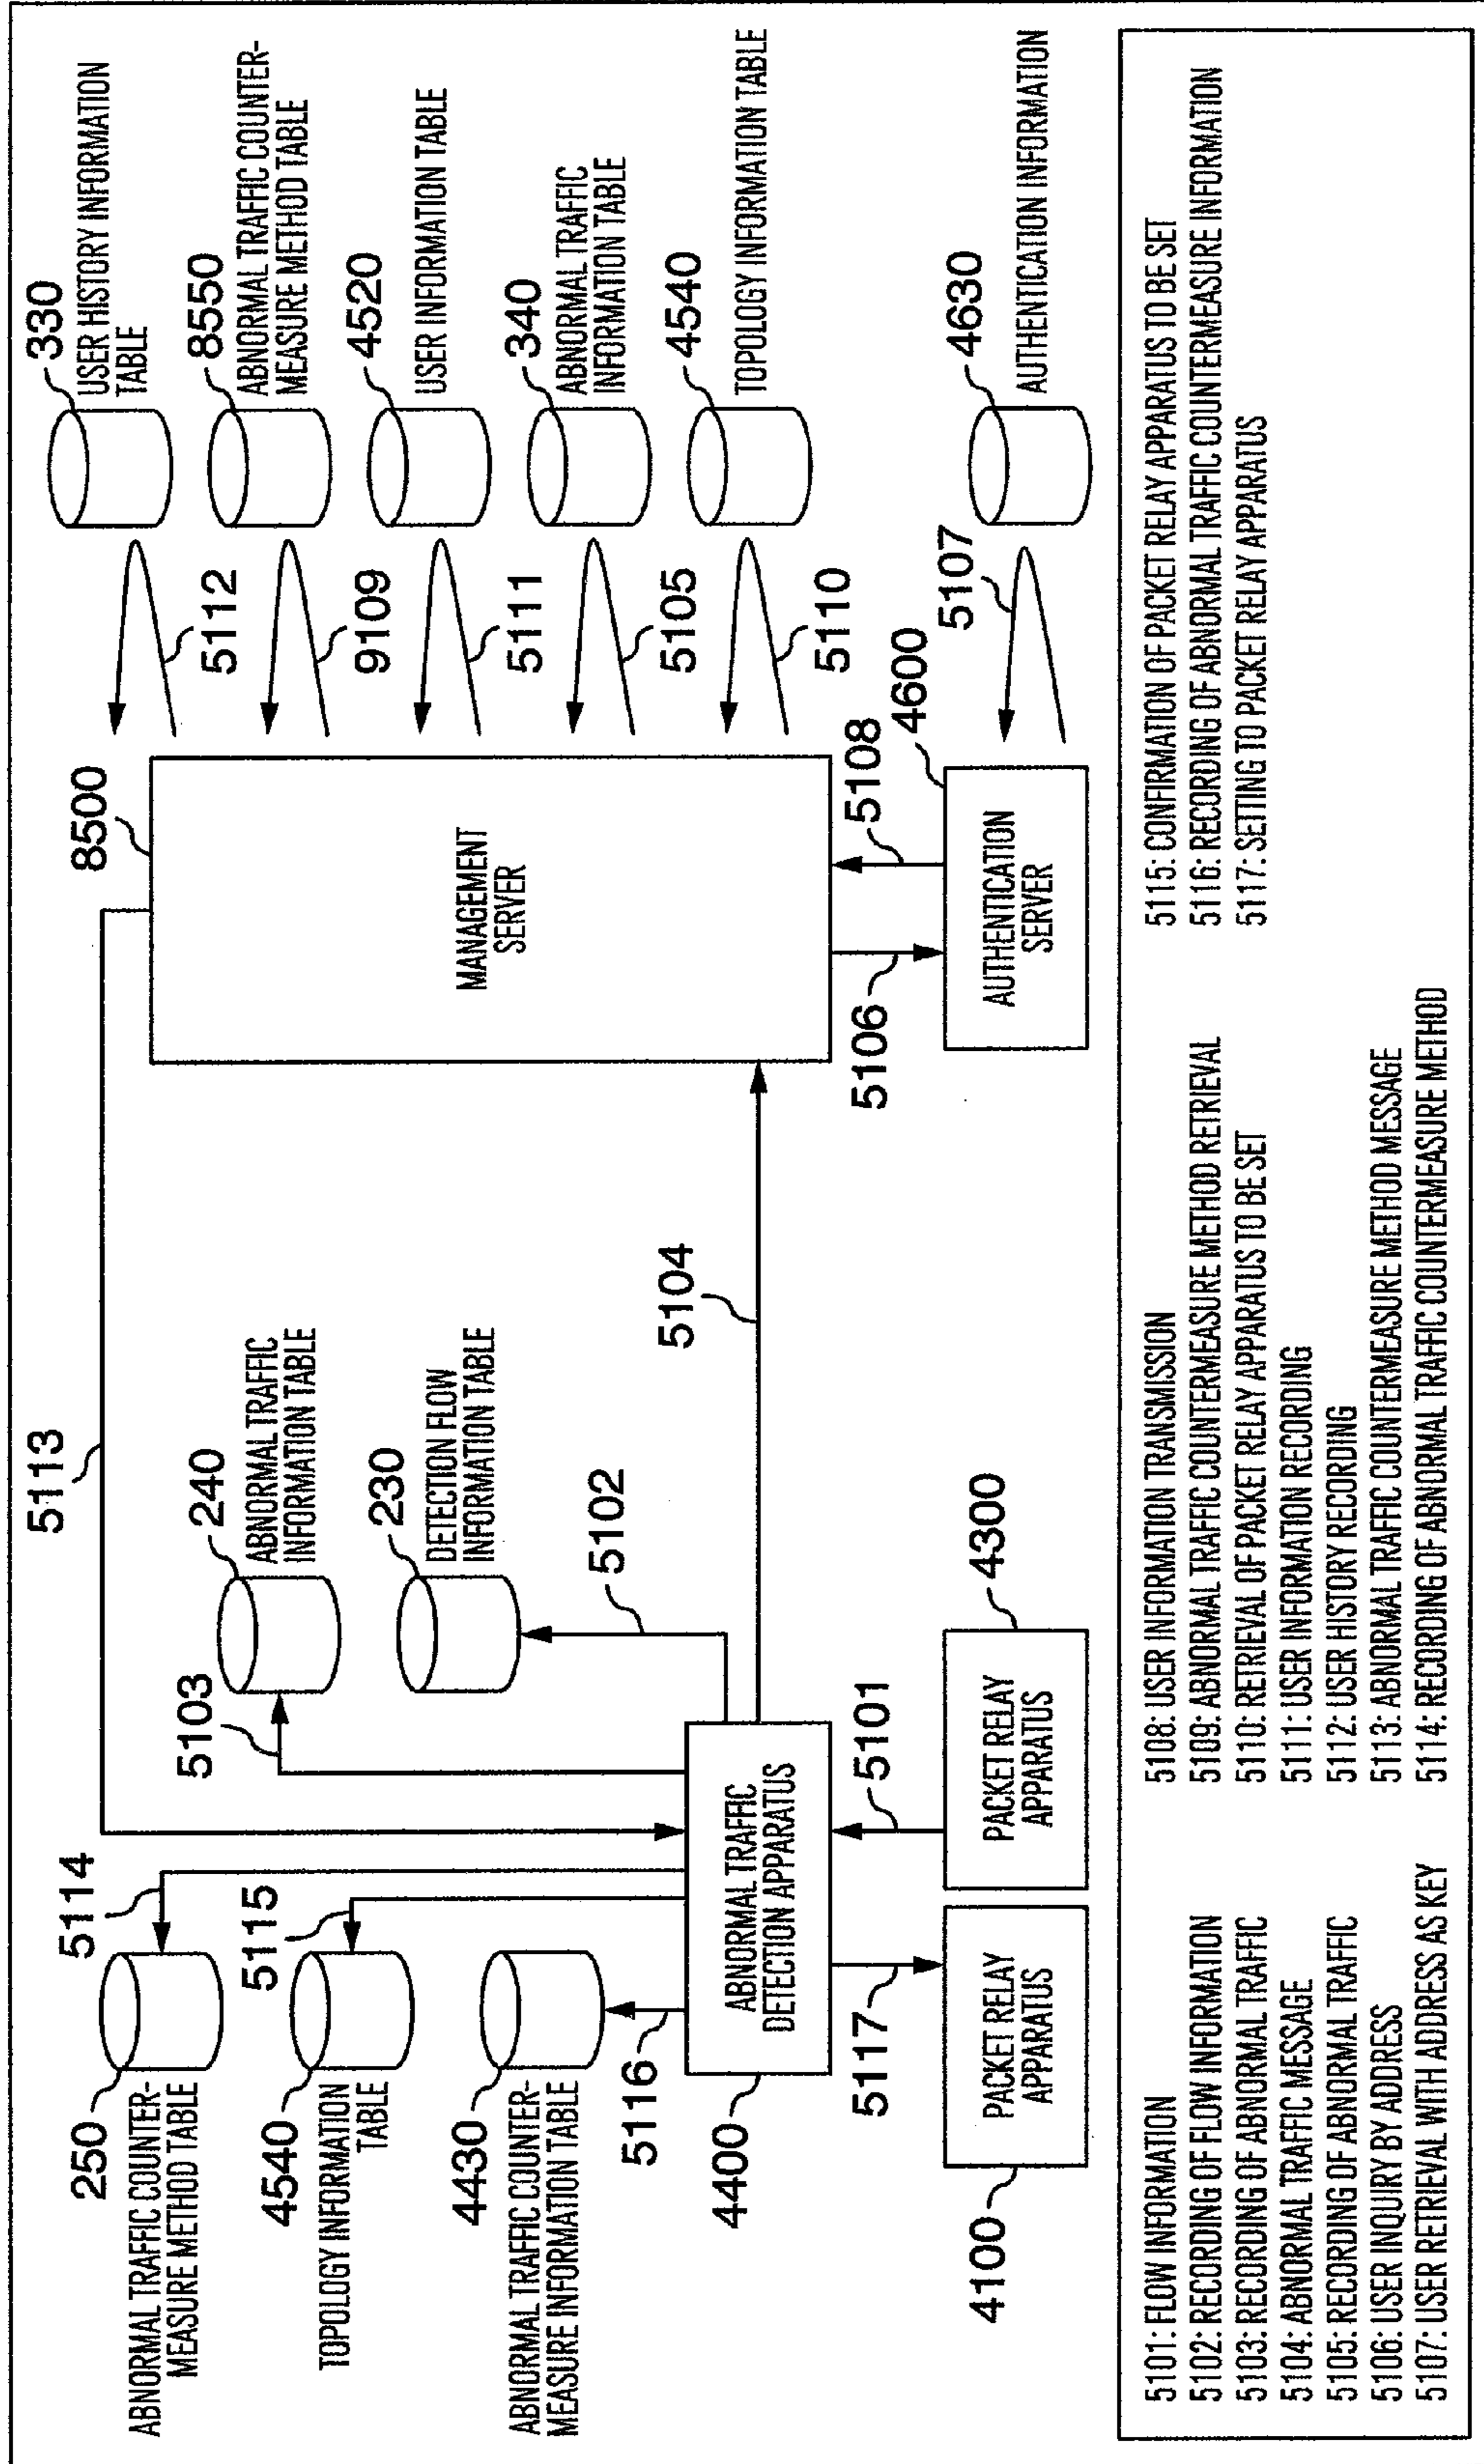 5113
8500
330
USER HISTORY INFORMATION
TABLE
5112
8550
ABNORMAL TRAFFIC COUNTER-
MEASURE METHOD TABLE
9109
4520
USER INFORMATION TABLE
5111
340
ABNORMAL TRAFFIC
INFORMATION TABLE
5105
4540
TOPOLOGY INFORMATION TABLE
5110
4630
AUTHENTICATION INFORMATION
5107
MANAGEMENT
SERVER
5108
4600
5106
AUTHENTICATION
SERVER
5104
240
ABNORMAL TRAFFIC
INFORMATION TABLE
5103
230
DETECTION FLOW
INFORMATION TABLE
5102
5114
250
ABNORMAL TRAFFIC COUNTER-
MEASURE METHOD TABLE
5115
4540
TOPOLOGY INFORMATION
TABLE
4430
ABNORMAL TRAFFIC COUNTER-
MEASURE INFORMATION TABLE
5116
4400
ABNORMAL TRAFFIC
DETECTION APPARATUS
5117
5101
4100
PACKET RELAY
APPARATUS
4300
PACKET RELAY
APPARATUS
5101: FLOW INFORMATION
5102: RECORDING OF FLOW INFORMATION
5103: RECORDING OF ABNORMAL TRAFFIC
5104: ABNORMAL TRAFFIC MESSAGE
5105: RECORDING OF ABNORMAL TRAFFIC
5106: USER INQUIRY BY ADDRESS
5107: USER RETRIEVAL WITH ADDRESS AS KEY
5108: USER INFORMATION TRANSMISSION
5109: ABNORMAL TRAFFIC COUNTERMEASURE METHOD RETRIEVAL
5110: RETRIEVAL OF PACKET RELAY APPARATUS TO BE SET
5111: USER INFORMATION RECORDING
5112: USER HISTORY RECORDING
5113: ABNORMAL TRAFFIC COUNTERMEASURE METHOD MESSAGE
5114: RECORDING OF ABNORMAL TRAFFIC COUNTERMEASURE METHOD
5115: CONFIRMATION OF PACKET RELAY APPARATUS TO BE SET
5116: RECORDING OF ABNORMAL TRAFFIC COUNTERMEASURE INFORMATION
5117: SETTING TO PACKET RELAY APPARATUS